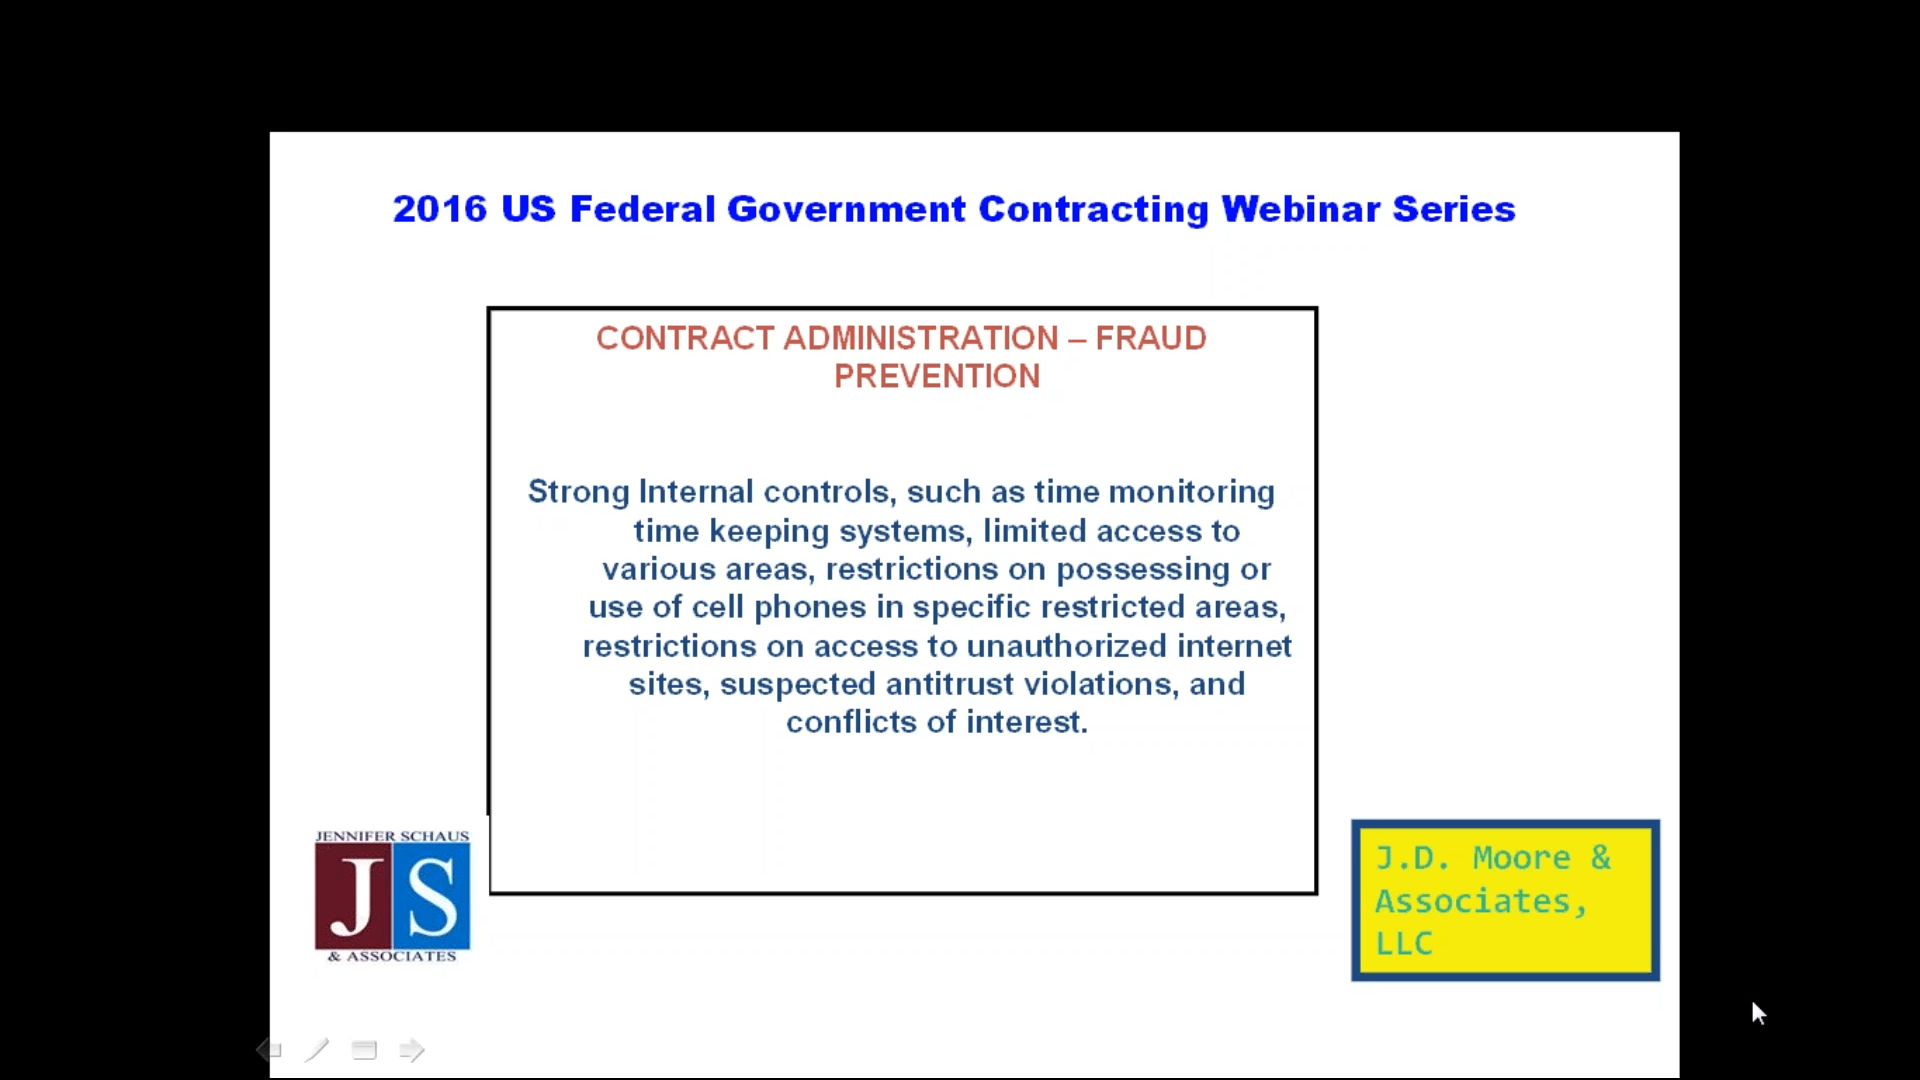 2016 US Federal Government Contracting Webinar Series
CONTRACT ADMINISTRATION – FRAUD
PREVENTION
Strong Internal controls, such as time monitoring
time keeping systems, limited access to
various areas, restrictions on possessing or
use of cell phones in specific restricted areas,
restrictions on access to unauthorized internet
sites, suspected antitrust violations, and
conflicts of interest.
JENNIFER SCHAUS
JS
& ASSOCIATES
J.D. Moore &
Associates,
LLC